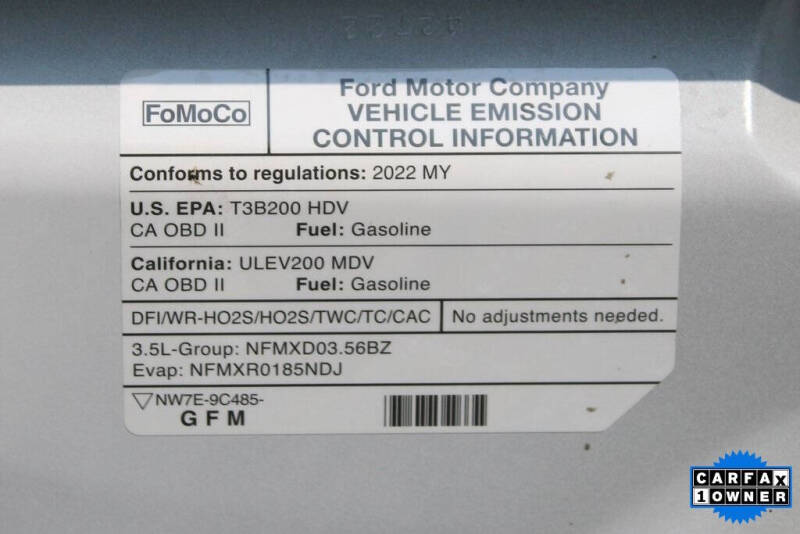 FoMoCo
Ford Motor Company
VEHICLE EMISSION
CONTROL INFORMATION
Conforms to regulations: 2022 MY
U.S. EPA: T3B200 HDV
CA OBD II Fuel: Gasoline
California: ULEV200 MDV
CA OBD II Fuel: Gasoline
DFI/WR-HO2S/HO2S/TWC/TC/CAC No adjustments needed.
3.5L-Group: NFMXD03.56BZ
Evap: NFMXR0185NDJ
▽NW7E-9C485-
G F M
CARFAX
1 OWNER